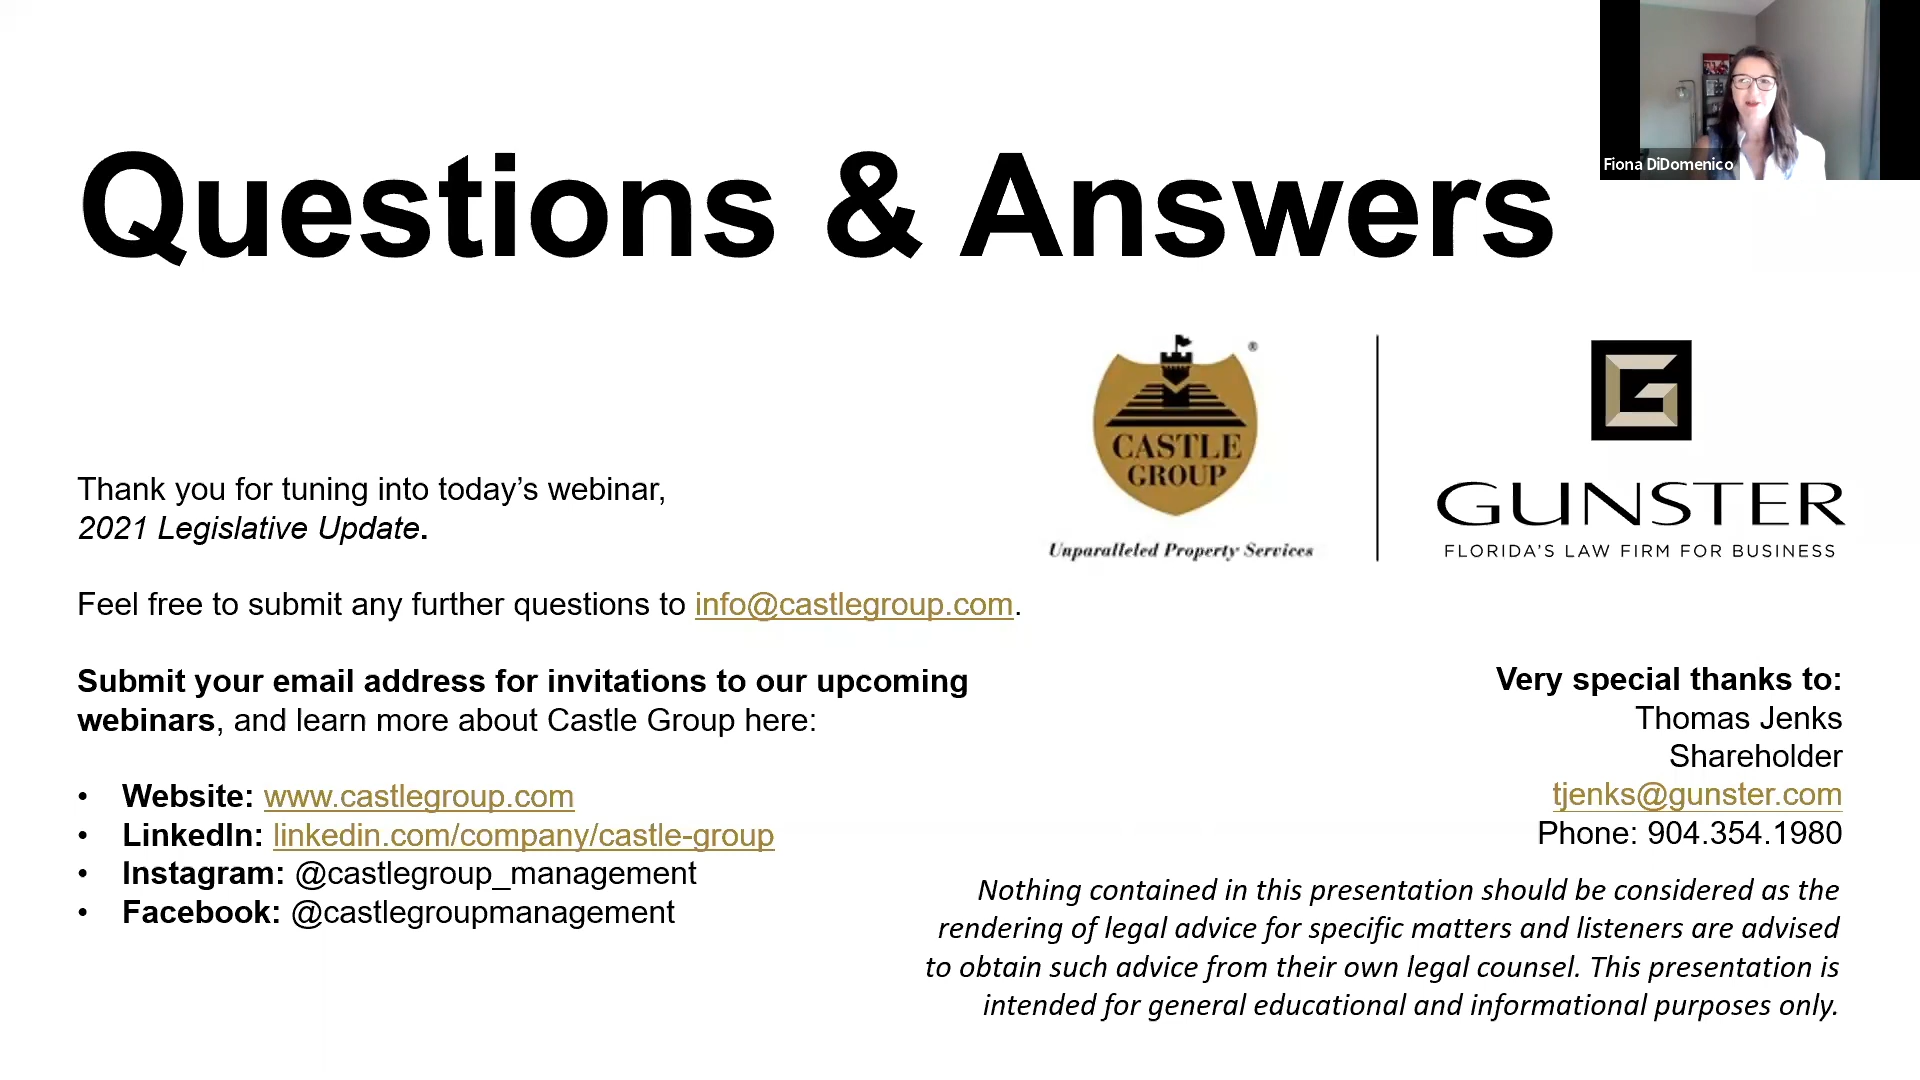 Fiona DiDomenico
Questions & Answers
®
CASTLE
GROUP
Unparalleled Property Services
G
GUNSTER
FLORIDA'S LAW FIRM FOR BUSINESS
Thank you for tuning into today’s webinar,
2021 Legislative Update.
Feel free to submit any further questions to info@castlegroup.com.
Submit your email address for invitations to our upcoming
webinars, and learn more about Castle Group here:
• Website: www.castlegroup.com
• LinkedIn: linkedin.com/company/castle-group
• Instagram: @castlegroup_management
• Facebook: @castlegroupmanagement
Very special thanks to:
Thomas Jenks
Shareholder
tjenks@gunster.com
Phone: 904.354.1980
Nothing contained in this presentation should be considered as the
rendering of legal advice for specific matters and listeners are advised
to obtain such advice from their own legal counsel. This presentation is
intended for general educational and informational purposes only.